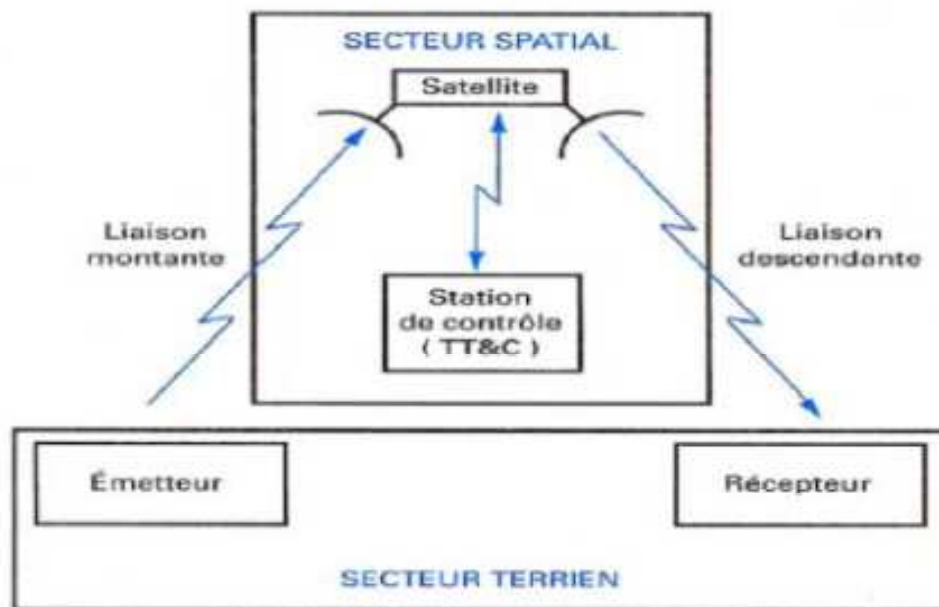 SECTEUR SPATIAL
Satellite
Liaison
montante
Liaison
descendante
Station
de contrôle
( TT&C )
Émetteur
Récepteur
SECTEUR TERRIEN